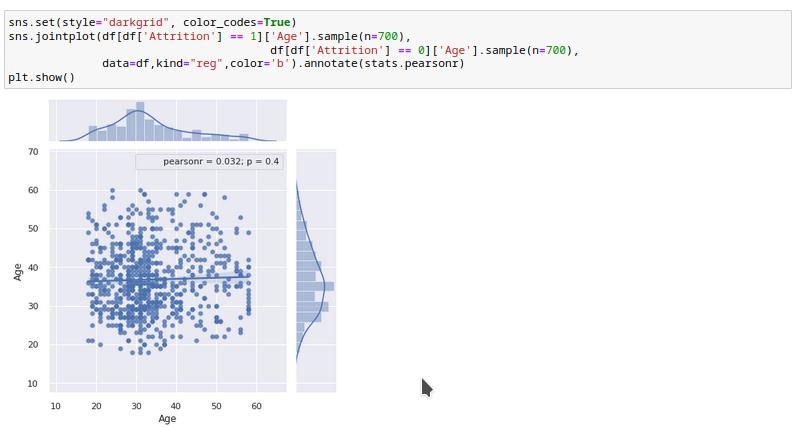 sns.set(style="darkgrid", color_codes=True)
sns.jointplot(df[df['Attrition'] == 1]['Age'].sample(n=700),
df[df['Attrition'] == 0]['Age'].sample(n=700),
data=df,kind="reg",color='b').annotate(stats.pearsonr)
plt.show()
pearsonr = 0.032; p = 0.4
70
60
50
40
30
20
10
Age
10 20 30 40 50 60
Age